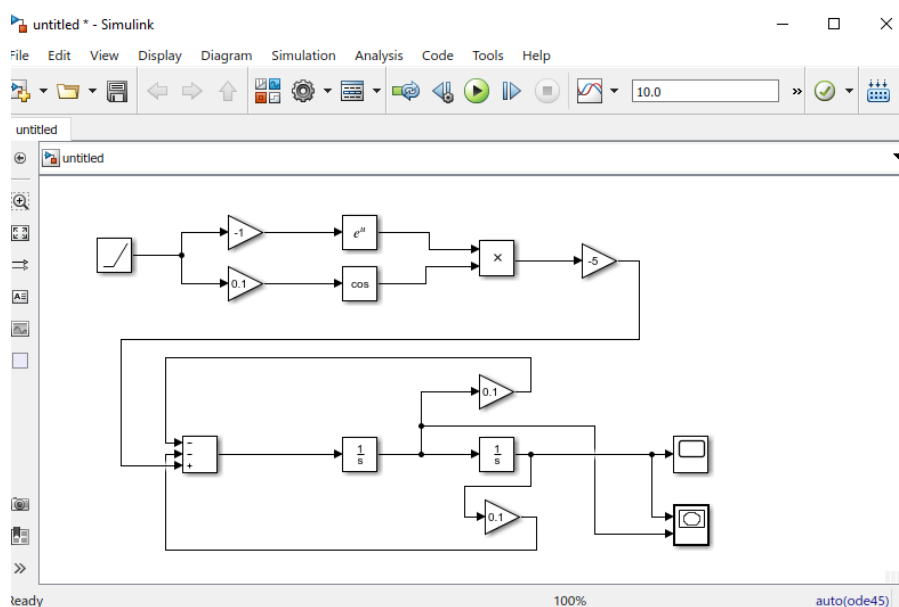 untitled * - Simulink
File Edit View Display Diagram Simulation Analysis Code Tools Help
10.0 »
untitled
untitled
-1
e^u
×
-5
0.1
cos
0.1
−
−
+
1
s
1
s
0.1
»
Ready 100% auto(ode45)